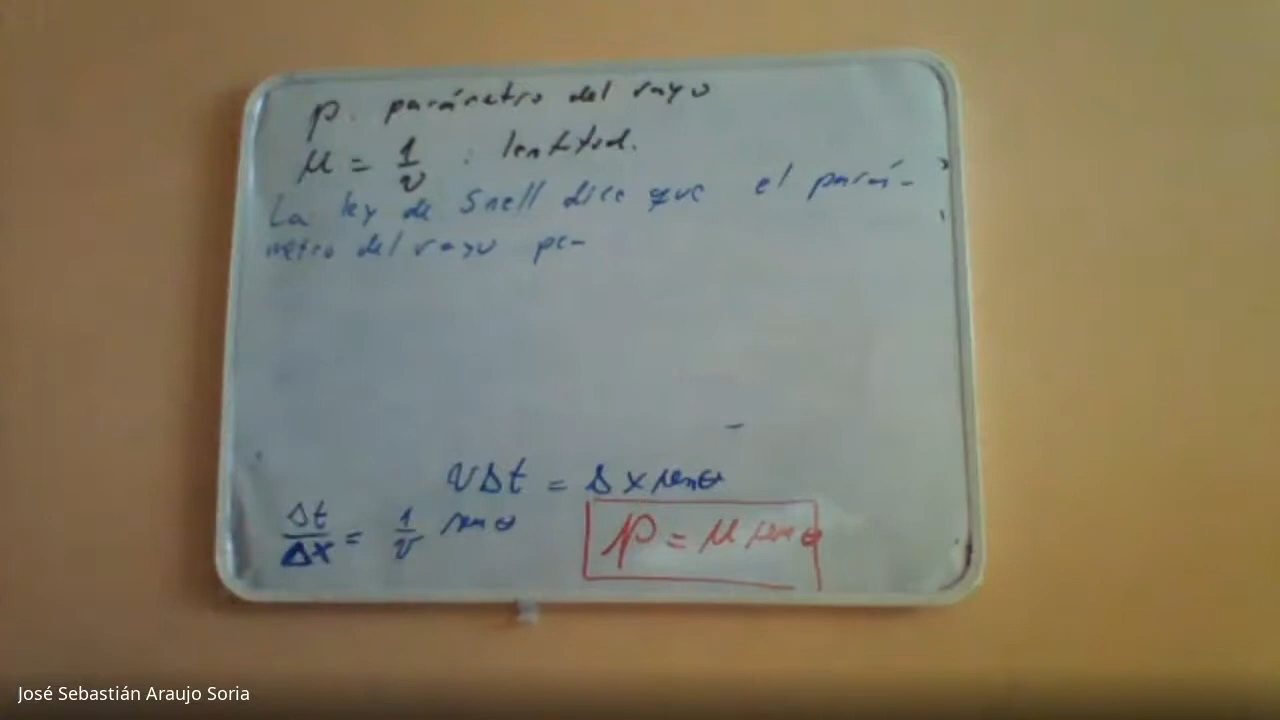 p. parámetro del rayo
μ = 1/v : lentitud.
La ley de Snell dice que el pará-
metro del rayo pe-
vΔt = Δx senθ
Δt/Δx = 1/v senθ
p = μ senθ
José Sebastián Araujo Soria